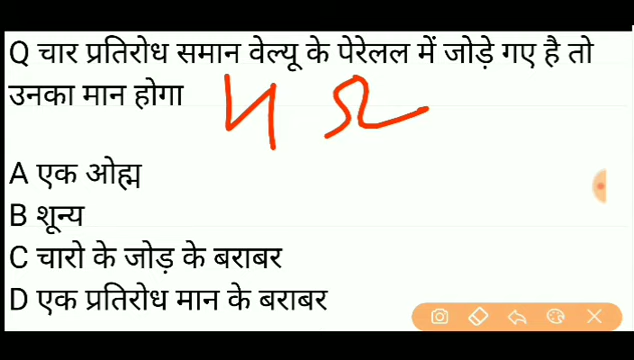 Q चार प्रतिरोध समान वेल्यू के पेरेलल में जोड़े गए है तो
उनका मान होगा
4 Ω
A एक ओह्म
B शून्य
C चारो के जोड़ के बराबर
D एक प्रतिरोध मान के बराबर